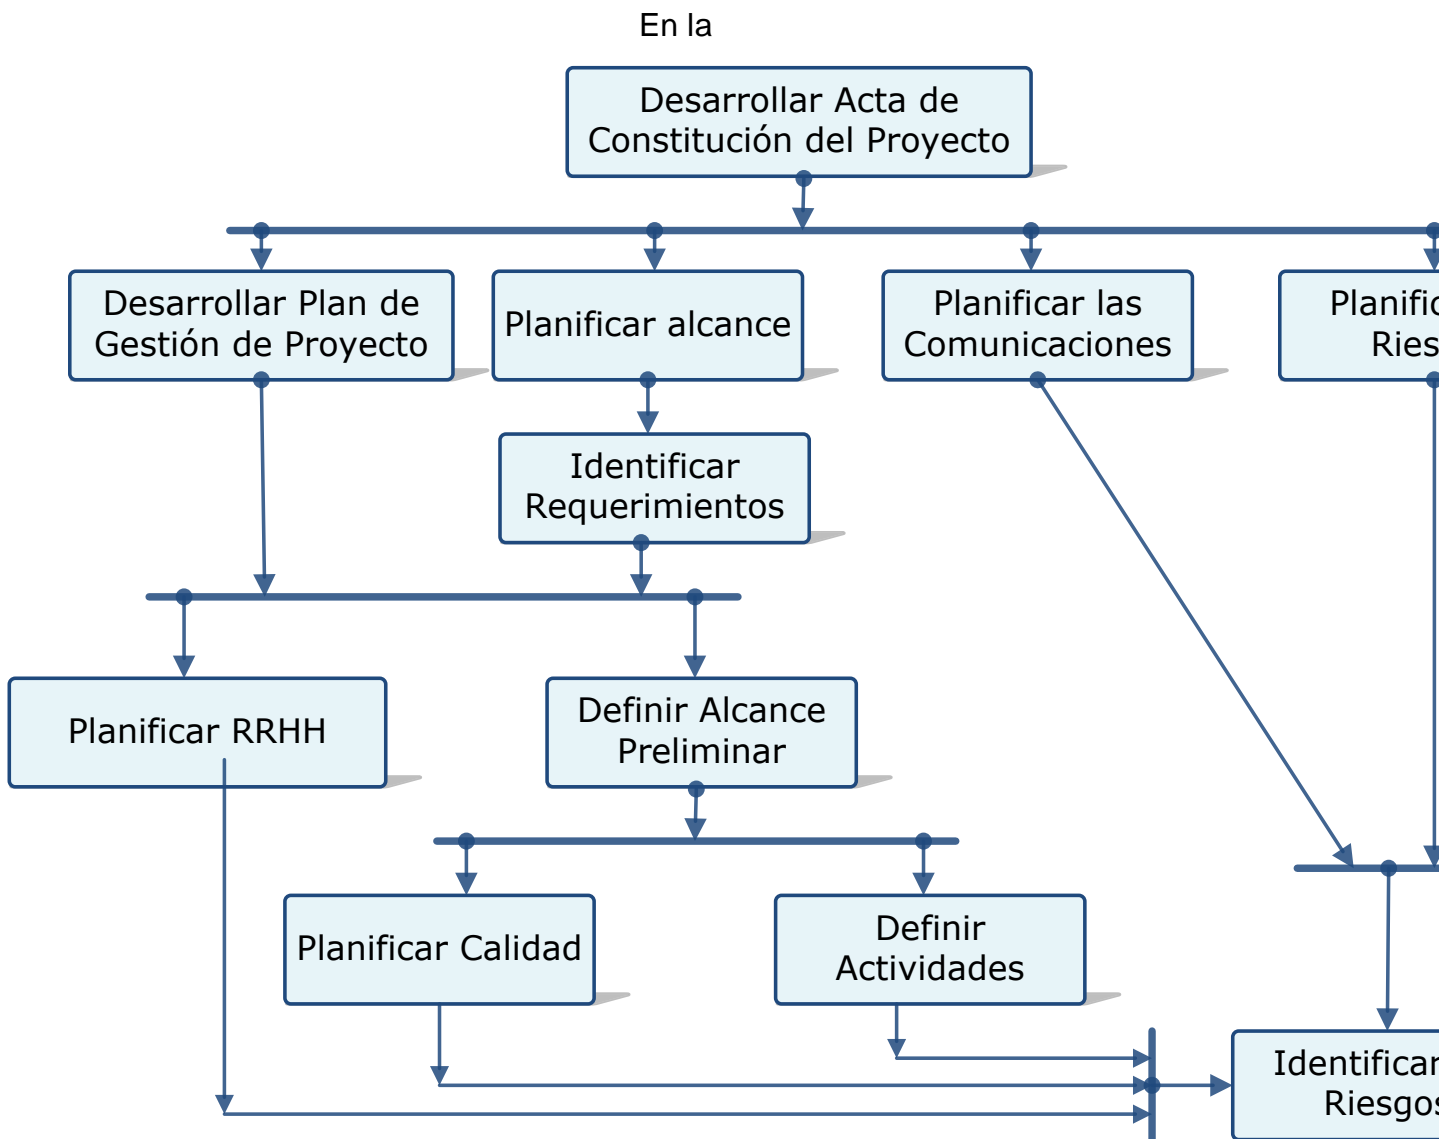 En la
Desarrollar Acta de
Constitución del Proyecto
Desarrollar Plan de
Gestión de Proyecto
Planificar alcance
Planificar las
Comunicaciones
Identificar
Requerimientos
Planificar RRHH
Definir Alcance
Preliminar
Planificar Calidad
Definir
Actividades
Identificar